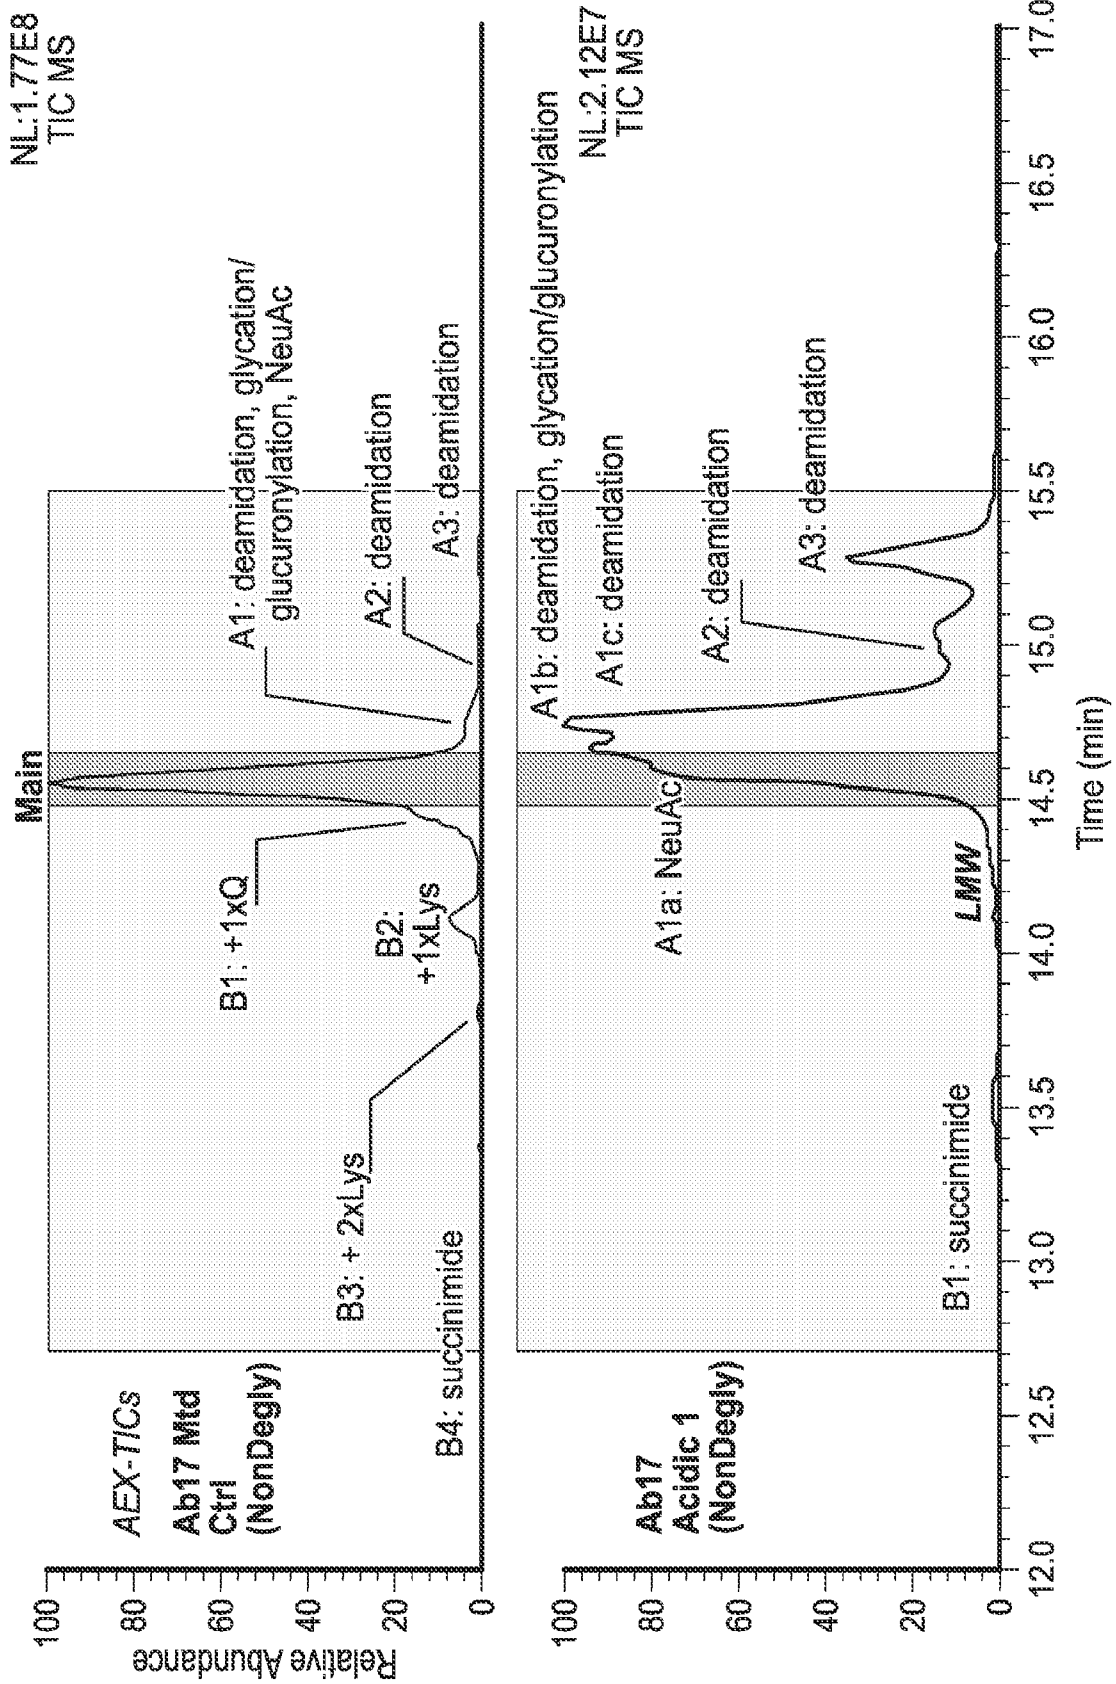 AEX-TICs
Ab17 Mtd
Ctrl
(NonDegly)
Main
NL:1.77E8
TIC MS
Relative Abundance
100
80
60
40
20
0
B4: succinimide
B3: + 2xLys
B2:
+1xLys
B1: +1xQ
A1: deamidation, glycation/
glucuronylation, NeuAc
A2: deamidation
A3: deamidation
Ab17
Acidic 1
(NonDegly)
NL:2.12E7
TIC MS
100
80
60
40
20
0
B1: succinimide
LMW
A1a: NeuAc
A1b: deamidation, glycation/glucuronylation
A1c: deamidation
A2: deamidation
A3: deamidation
12.0
12.5
13.0
13.5
14.0
14.5
15.0
15.5
16.0
16.5
17.0
Time (min)